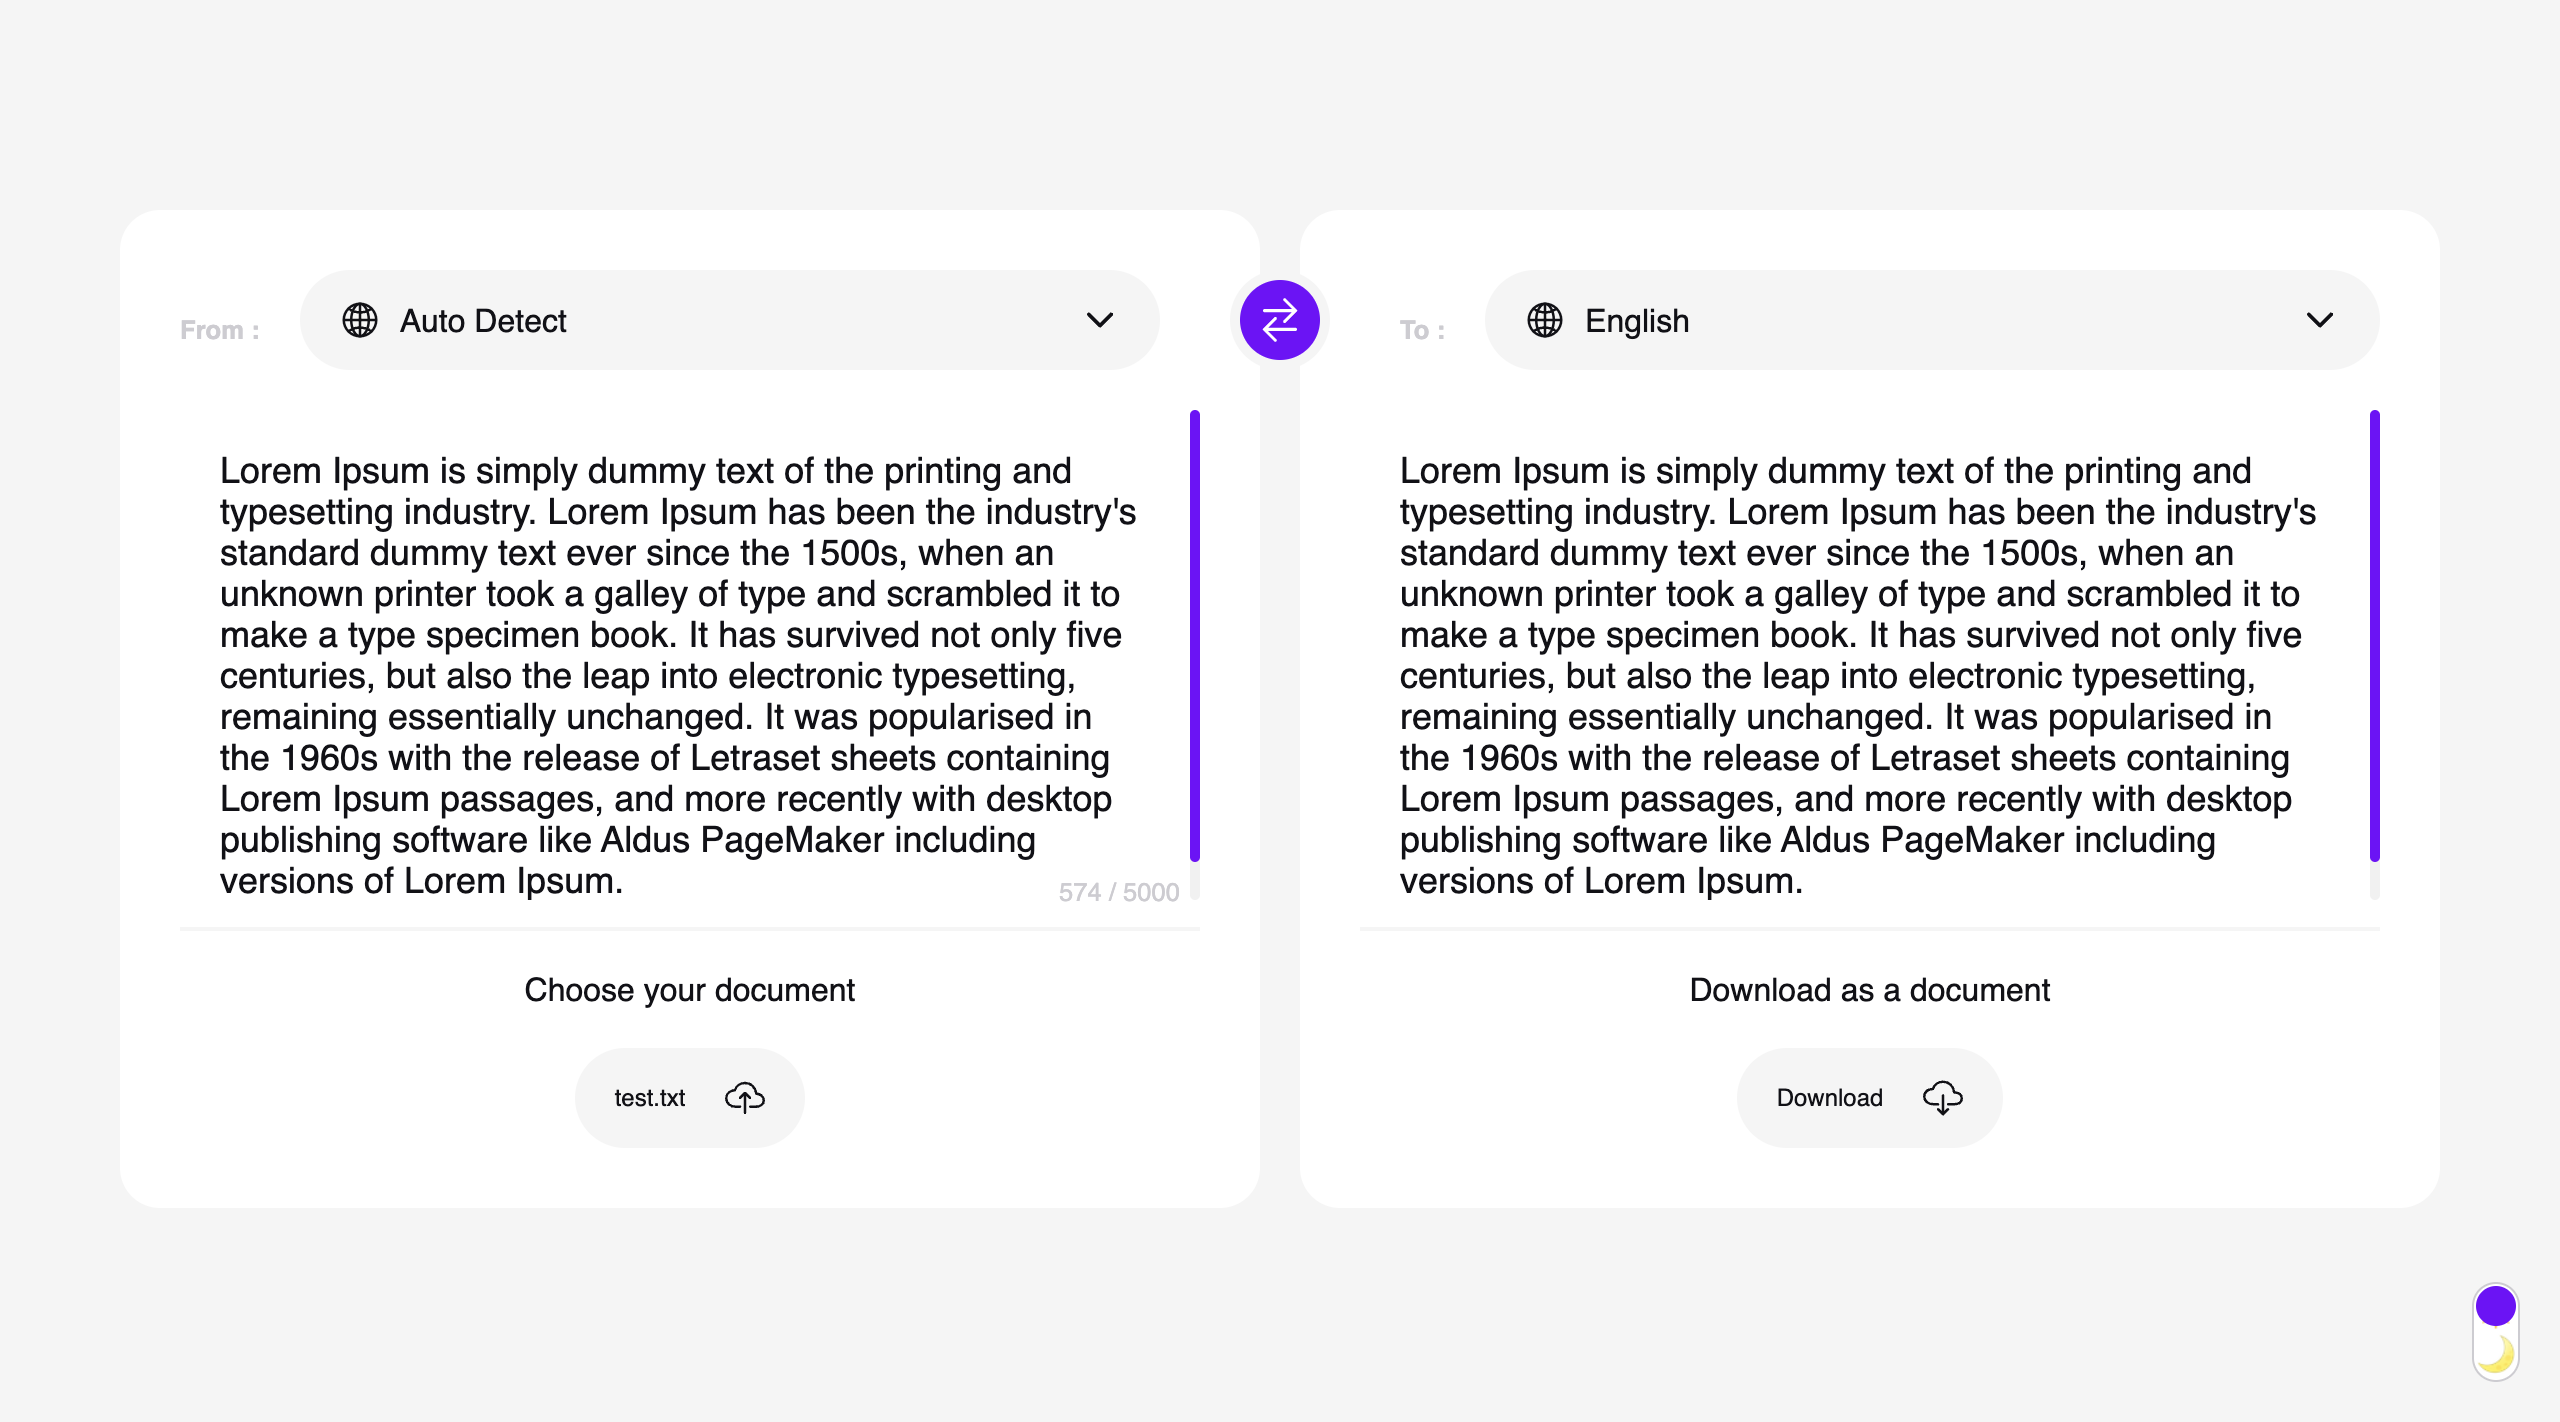 From :
Auto Detect
Lorem Ipsum is simply dummy text of the printing and
typesetting industry. Lorem Ipsum has been the industry's
standard dummy text ever since the 1500s, when an
unknown printer took a galley of type and scrambled it to
make a type specimen book. It has survived not only five
centuries, but also the leap into electronic typesetting,
remaining essentially unchanged. It was popularised in
the 1960s with the release of Letraset sheets containing
Lorem Ipsum passages, and more recently with desktop
publishing software like Aldus PageMaker including
versions of Lorem Ipsum.
574 / 5000
Choose your document
test.txt
To :
English
Lorem Ipsum is simply dummy text of the printing and
typesetting industry. Lorem Ipsum has been the industry's
standard dummy text ever since the 1500s, when an
unknown printer took a galley of type and scrambled it to
make a type specimen book. It has survived not only five
centuries, but also the leap into electronic typesetting,
remaining essentially unchanged. It was popularised in
the 1960s with the release of Letraset sheets containing
Lorem Ipsum passages, and more recently with desktop
publishing software like Aldus PageMaker including
versions of Lorem Ipsum.
Download as a document
Download